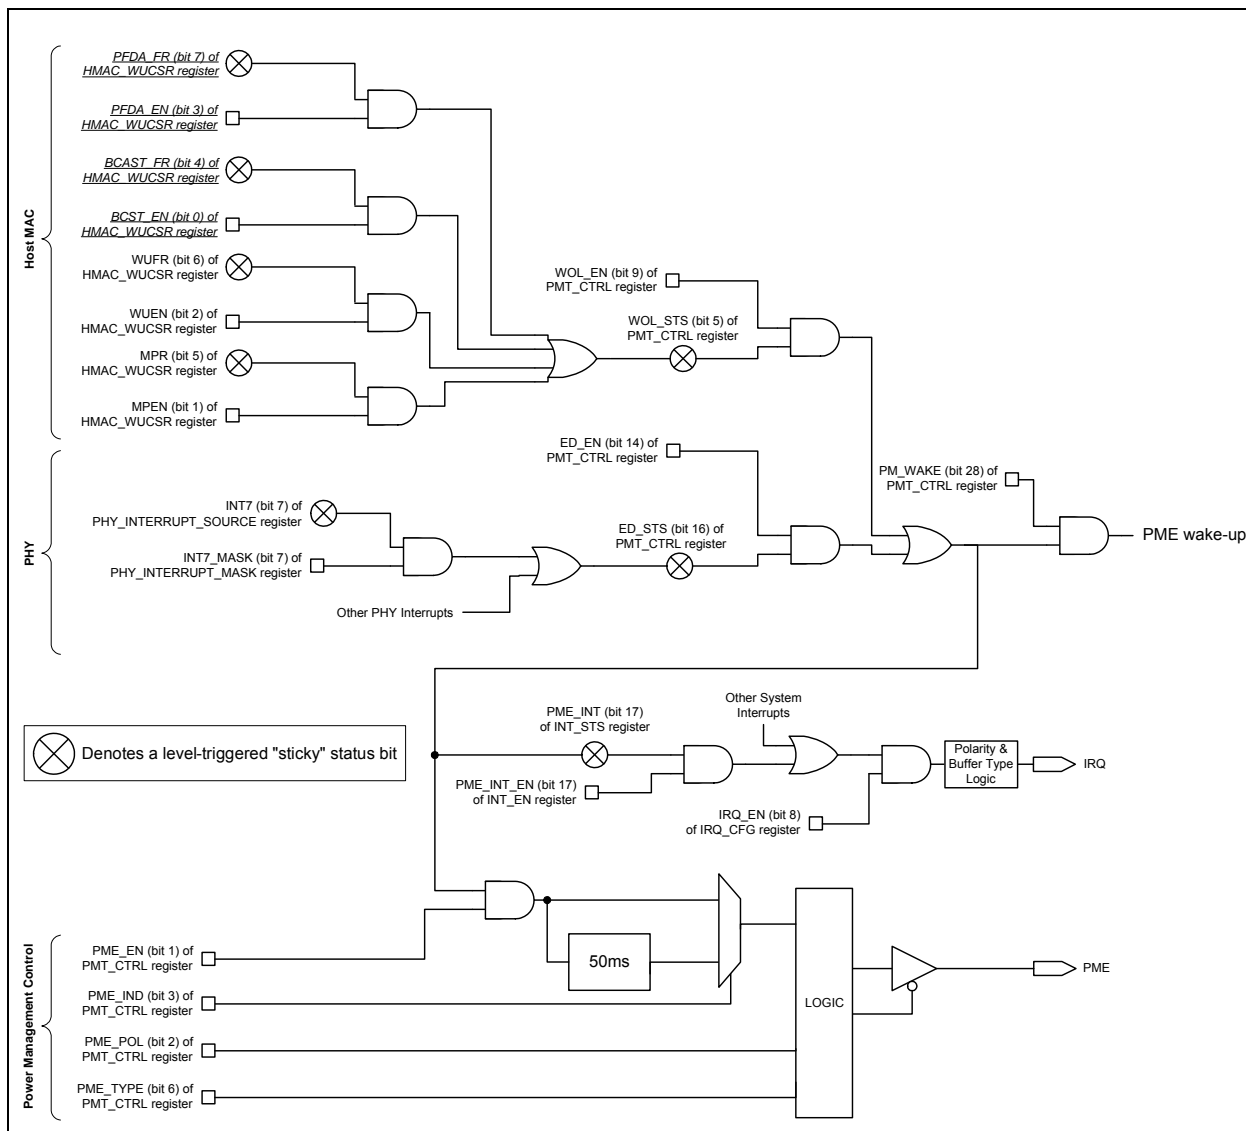 Host MAC
PFDA_FR (bit 7) of
HMAC_WUCSR register
PFDA_EN (bit 3) of
HMAC_WUCSR register
BCAST_FR (bit 4) of
HMAC_WUCSR register
BCST_EN (bit 0) of
HMAC_WUCSR register
WUFR (bit 6) of
HMAC_WUCSR register
WUEN (bit 2) of
HMAC_WUCSR register
MPR (bit 5) of
HMAC_WUCSR register
MPEN (bit 1) of
HMAC_WUCSR register
WOL_EN (bit 9) of
PMT_CTRL register
WOL_STS (bit 5) of
PMT_CTRL register
PHY
INT7 (bit 7) of
PHY_INTERRUPT_SOURCE register
INT7_MASK (bit 7) of
PHY_INTERRUPT_MASK register
Other PHY Interrupts
ED_EN (bit 14) of
PMT_CTRL register
ED_STS (bit 16) of
PMT_CTRL register
PM_WAKE (bit 28) of
PMT_CTRL register
PME wake-up
Denotes a level-triggered "sticky" status bit
PME_INT (bit 17)
of INT_STS register
PME_INT_EN (bit 17)
of INT_EN register
Other System
Interrupts
IRQ_EN (bit 8)
of IRQ_CFG register
Polarity &
Buffer Type
Logic
IRQ
Power Management Control
PME_EN (bit 1) of
PMT_CTRL register
PME_IND (bit 3) of
PMT_CTRL register
PME_POL (bit 2) of
PMT_CTRL register
PME_TYPE (bit 6) of
PMT_CTRL register
50ms
LOGIC
PME